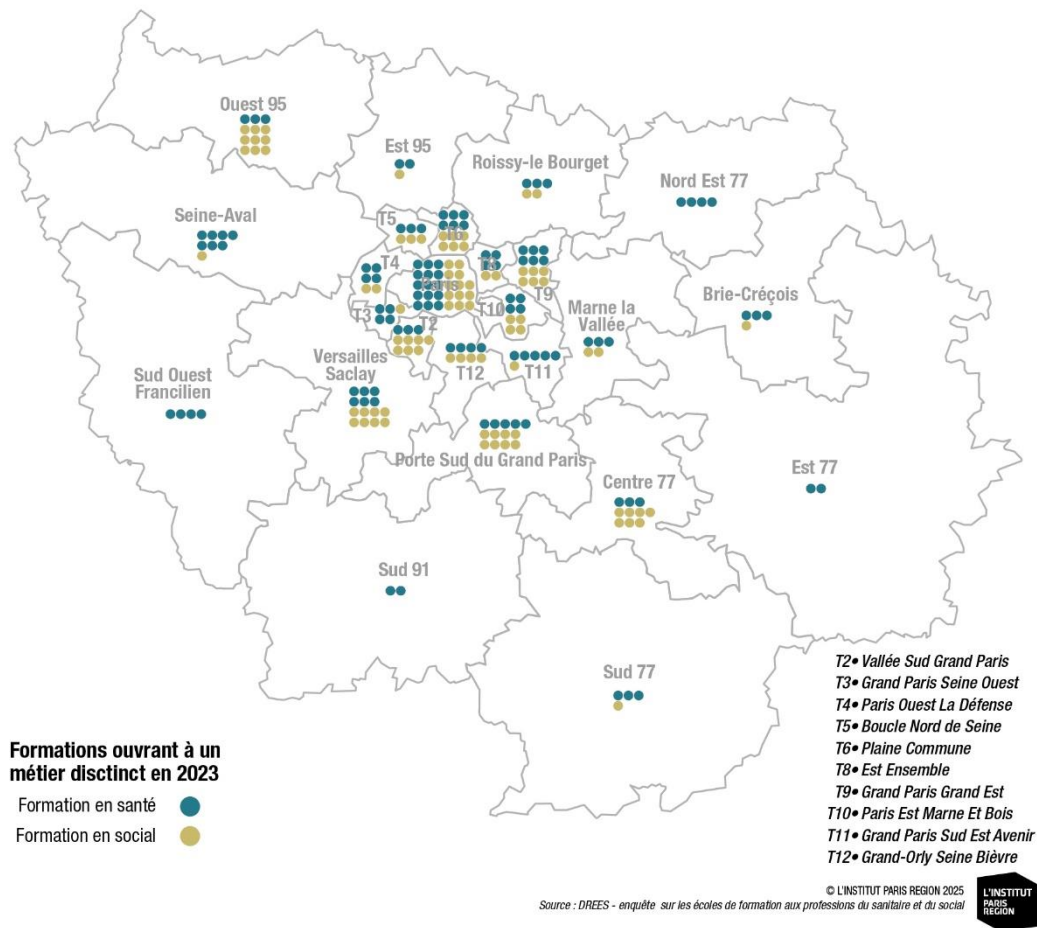 Ouest 95
Est 95
Roissy-le Bourget
Nord Est 77
Seine-Aval
T5
T6
T4
T8
Paris
T9
T10
T3
T2
Marne la
Vallée
Brie-Créçois
Versailles
Saclay
T12
T11
Sud Ouest
Francilien
Porte Sud du Grand Paris
Est 77
Centre 77
Sud 91
Sud 77
T2• Vallée Sud Grand Paris
T3• Grand Paris Seine Ouest
T4• Paris Ouest La Défense
T5• Boucle Nord de Seine
T6• Plaine Commune
T8• Est Ensemble
T9• Grand Paris Grand Est
T10• Paris Est Marne Et Bois
T11• Grand Paris Sud Est Avenir
T12• Grand-Orly Seine Bièvre
Formations ouvrant à un
métier disctinct en 2023
Formation en santé
Formation en social
© L'INSTITUT PARIS REGION 2025
Source : DREES - enquête sur les écoles de formation aux professions du sanitaire et du social
L'INSTITUT
PARIS
REGION